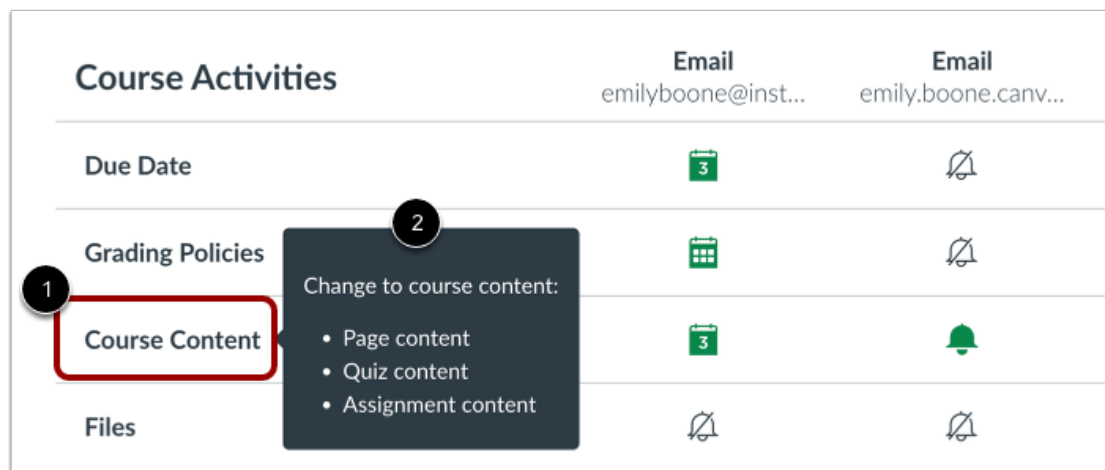 Course Activities
Email
emilyboone@inst...
Email
emily.boone.canv...
Due Date
3
Grading Policies
2
1
Change to course content:
• Page content
• Quiz content
• Assignment content
Course Content
3
Files